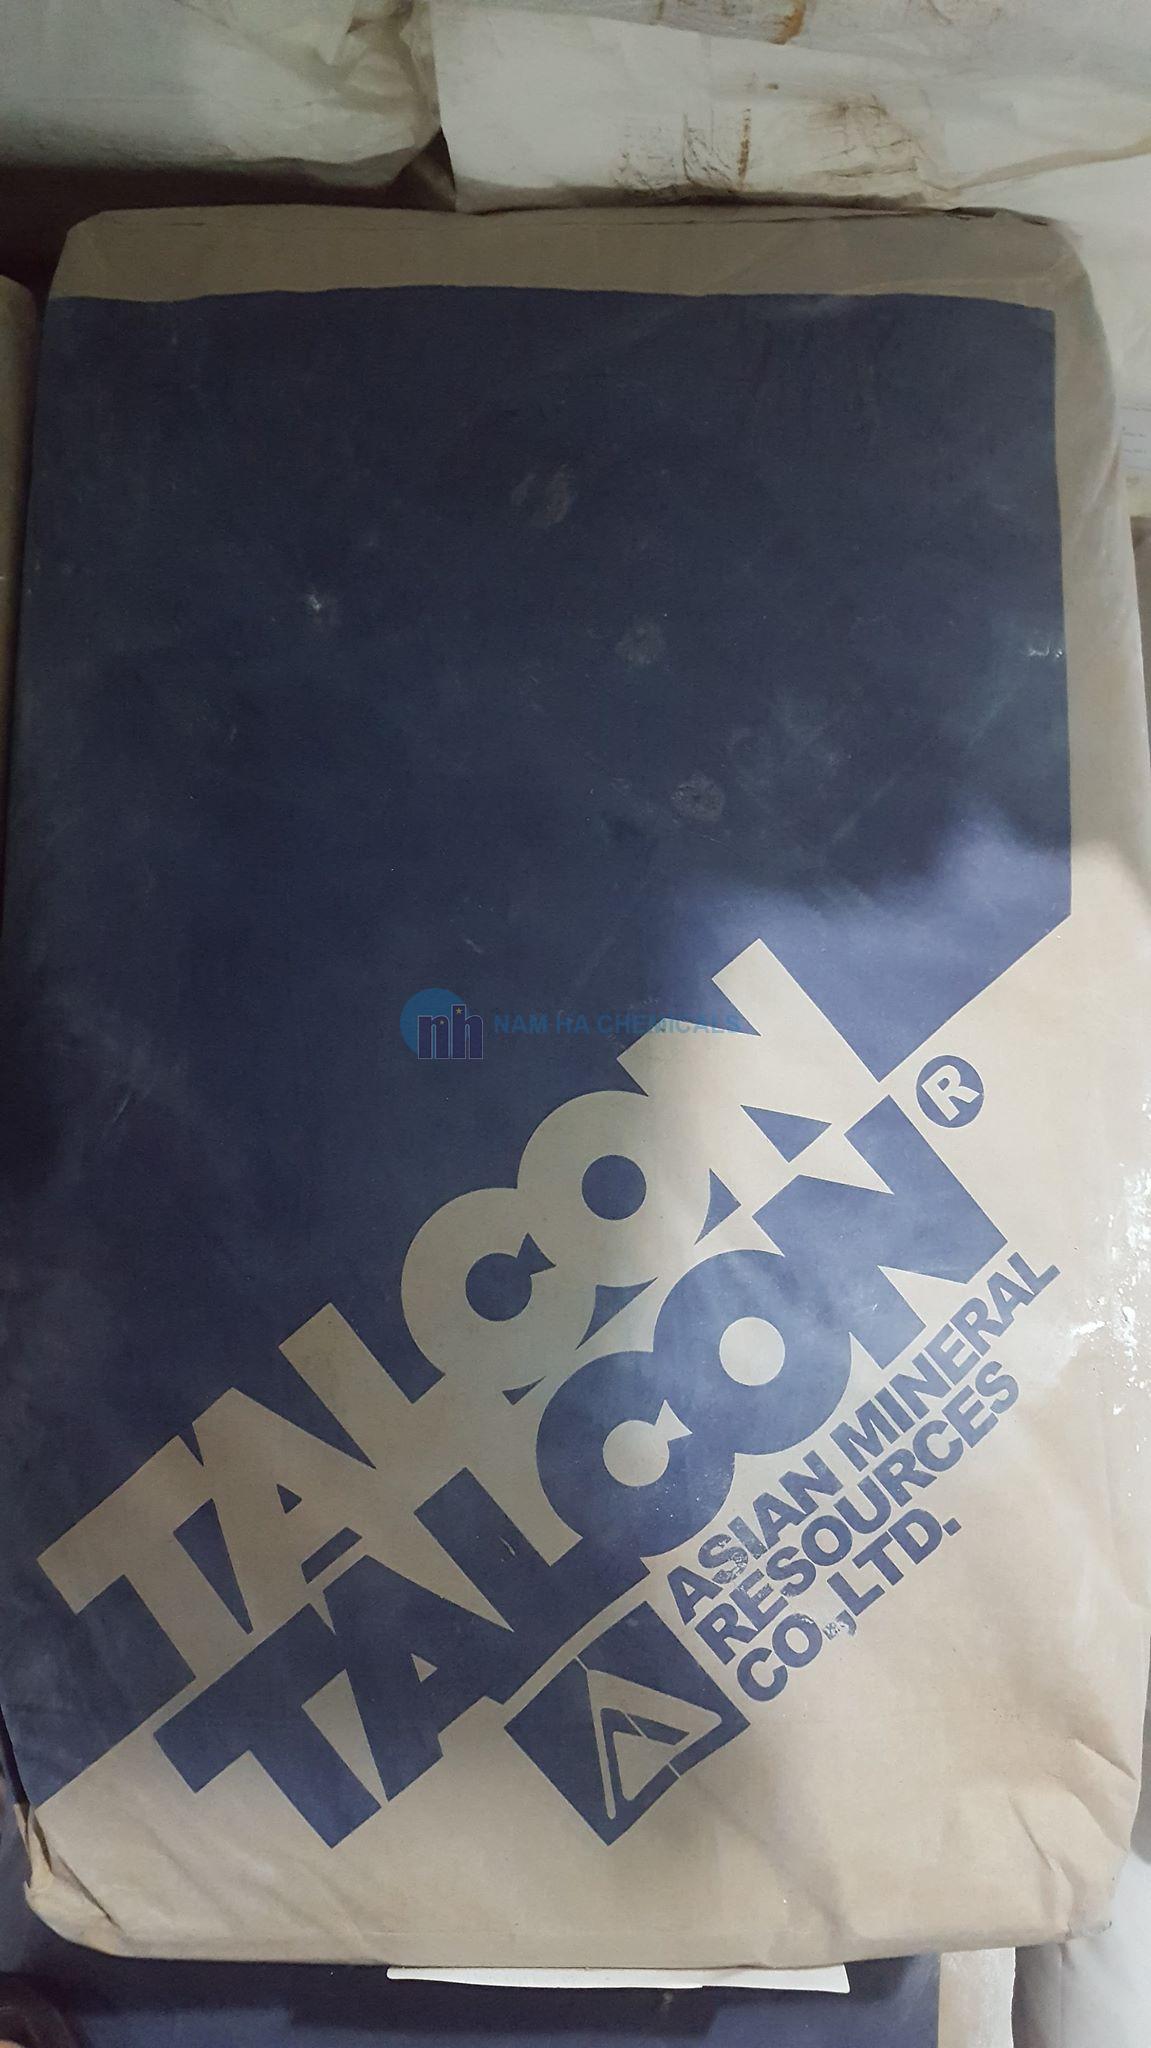 NAM HA CHEMICALS
TALCON
TALCON®
ASIAN MINERAL
RESOURCES
CO.,LTD.